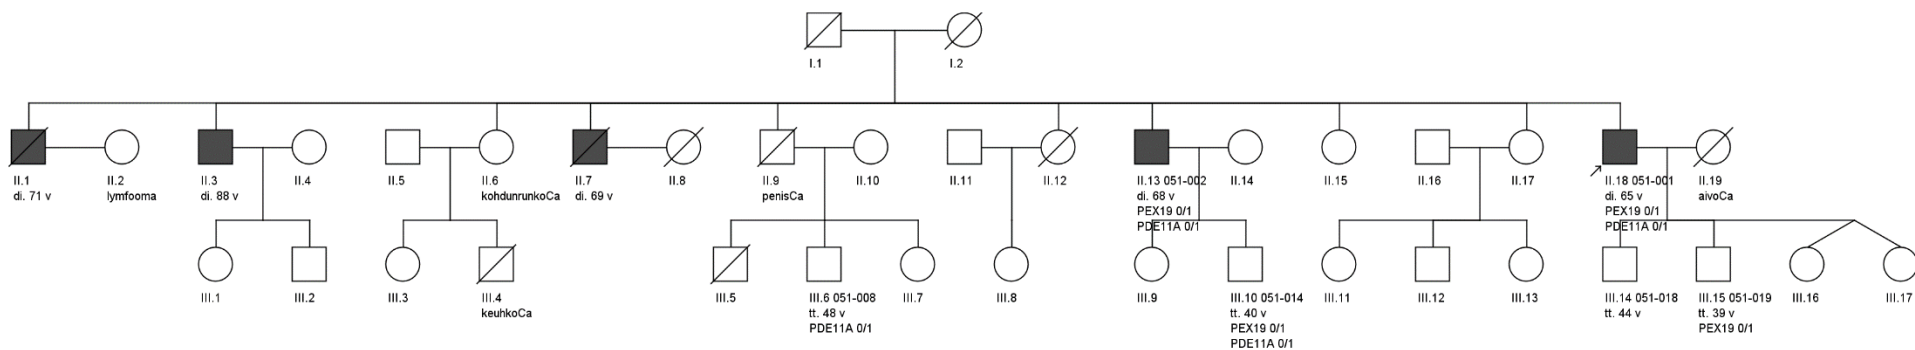 I.1
I.2
II.1
di. 71 v
II.2
lymfooma
II.3
di. 88 v
II.4
II.5
II.6
kohdunrunkoCa
II.7
di. 69 v
II.8
II.9
penisCa
II.10
II.11
II.12
II.13 051-002
di. 68 v
PEX19 0/1
PDE11A 0/1
II.14
II.15
II.16
II.17
II.18 051-001
di. 65 v
PEX19 0/1
PDE11A 0/1
II.19
aivoCa
III.1
III.2
III.3
III.4
keuhkoCa
III.5
III.6 051-008
tt. 48 v
PDE11A 0/1
III.7
III.8
III.9
III.10 051-014
tt. 40 v
PEX19 0/1
PDE11A 0/1
III.11
III.12
III.13
III.14 051-018
tt. 44 v
III.15 051-019
tt. 39 v
PEX19 0/1
III.16
III.17